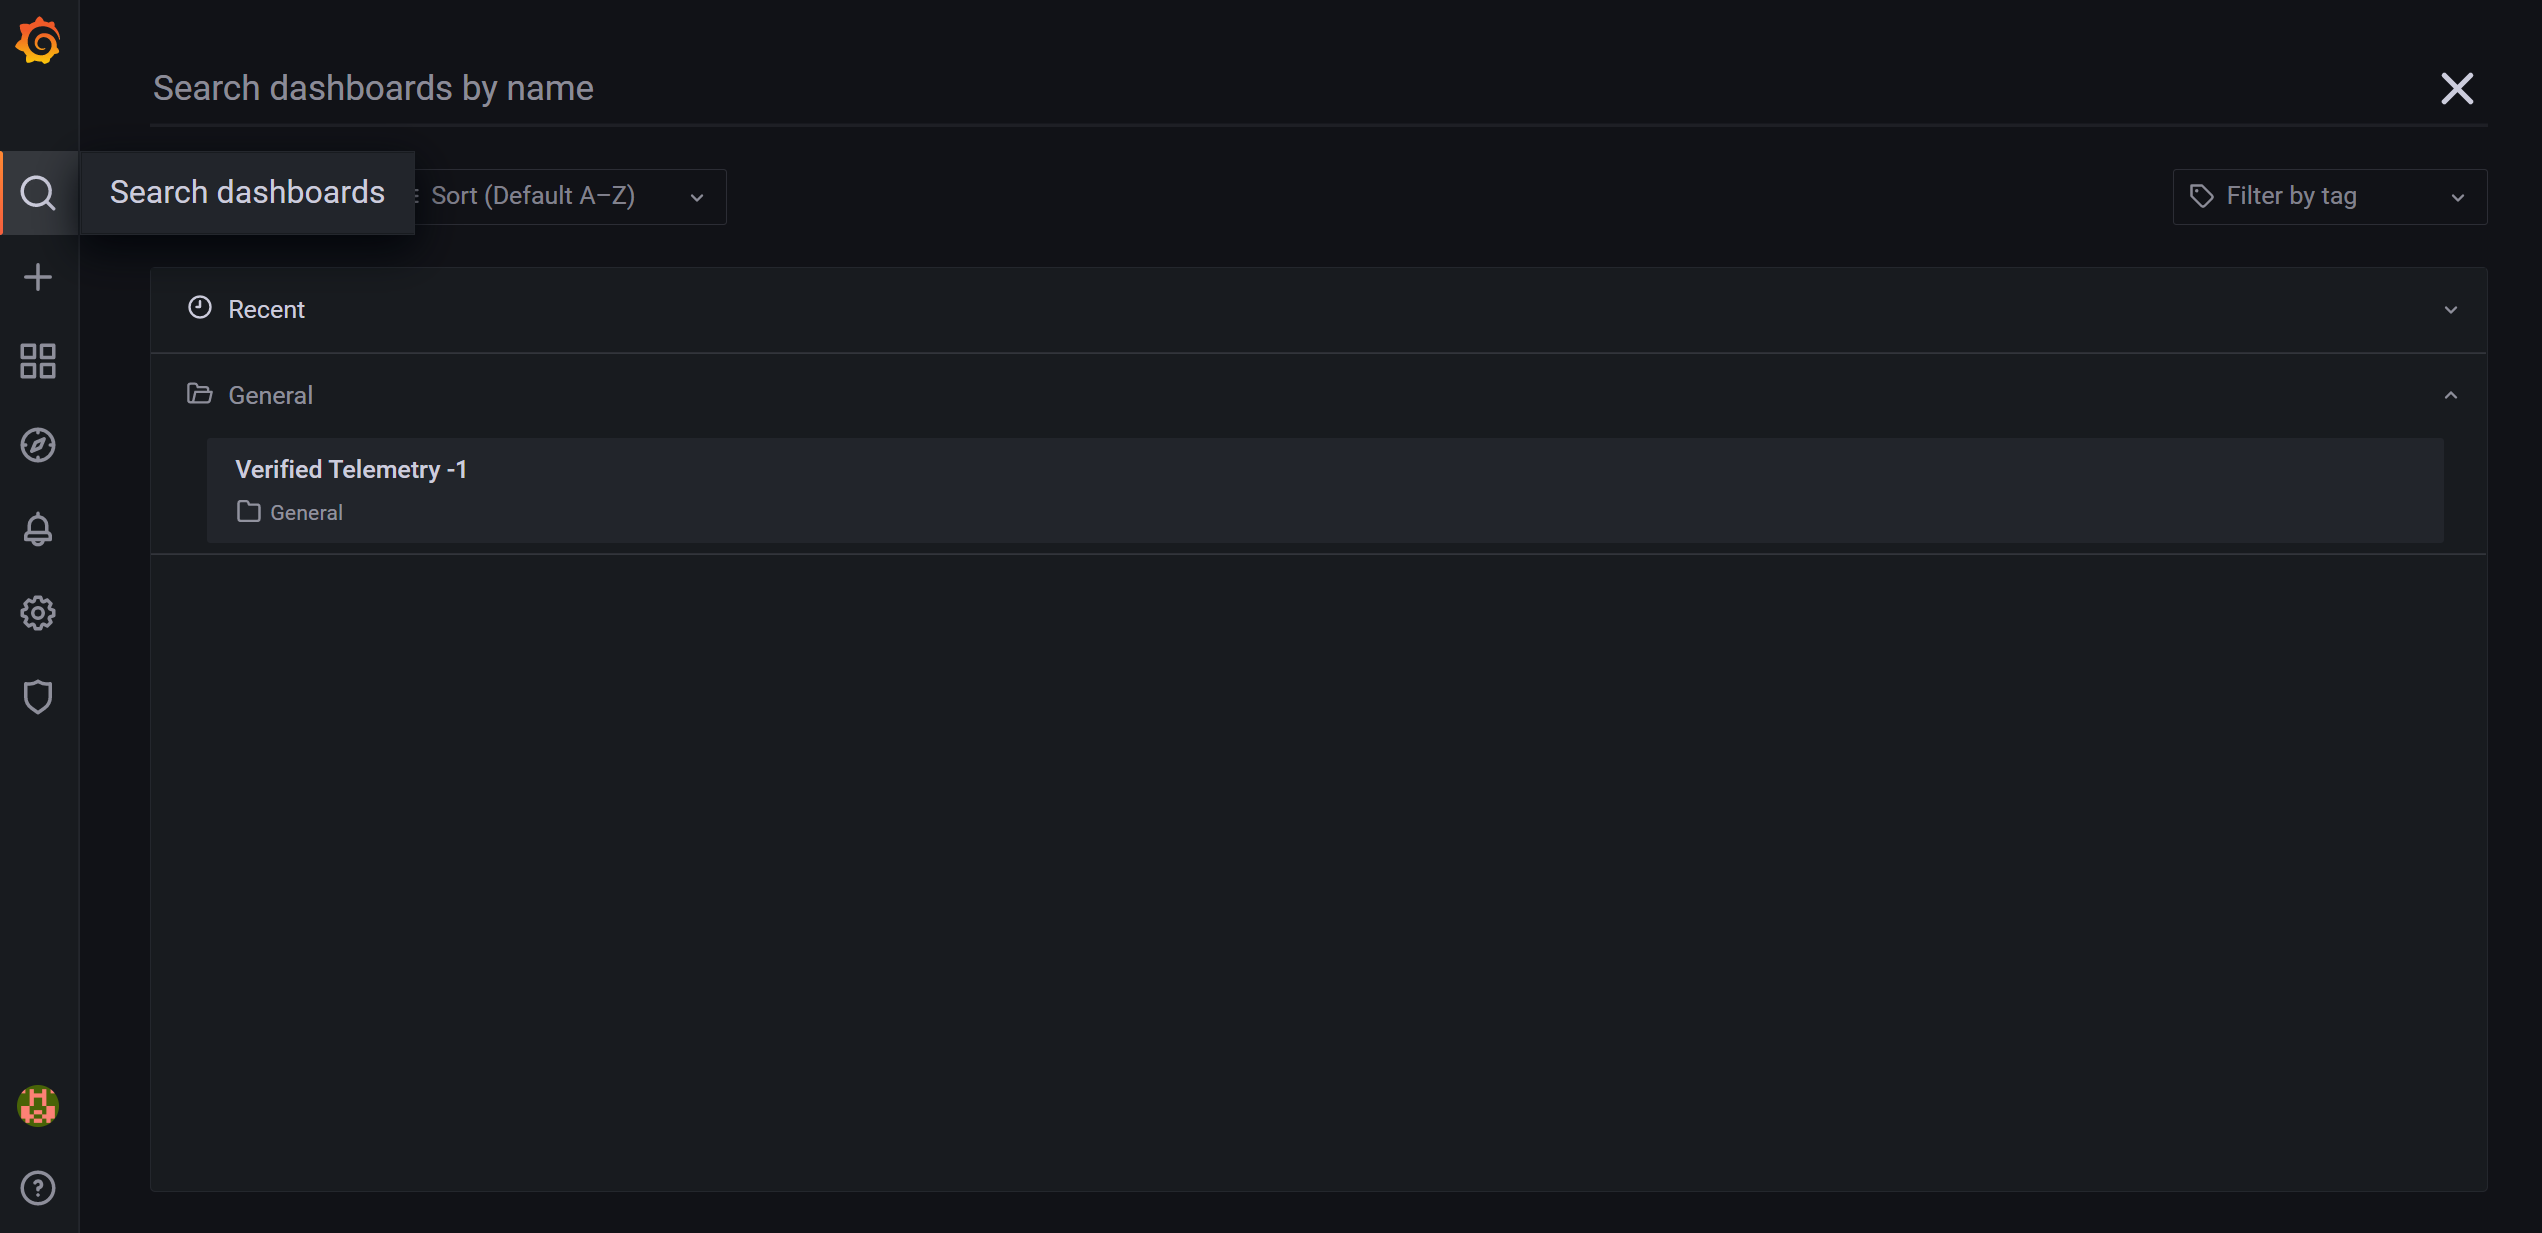 Search dashboards by name
Search dashboards
Sort (Default A–Z)
Filter by tag
Recent
General
Verified Telemetry -1
General